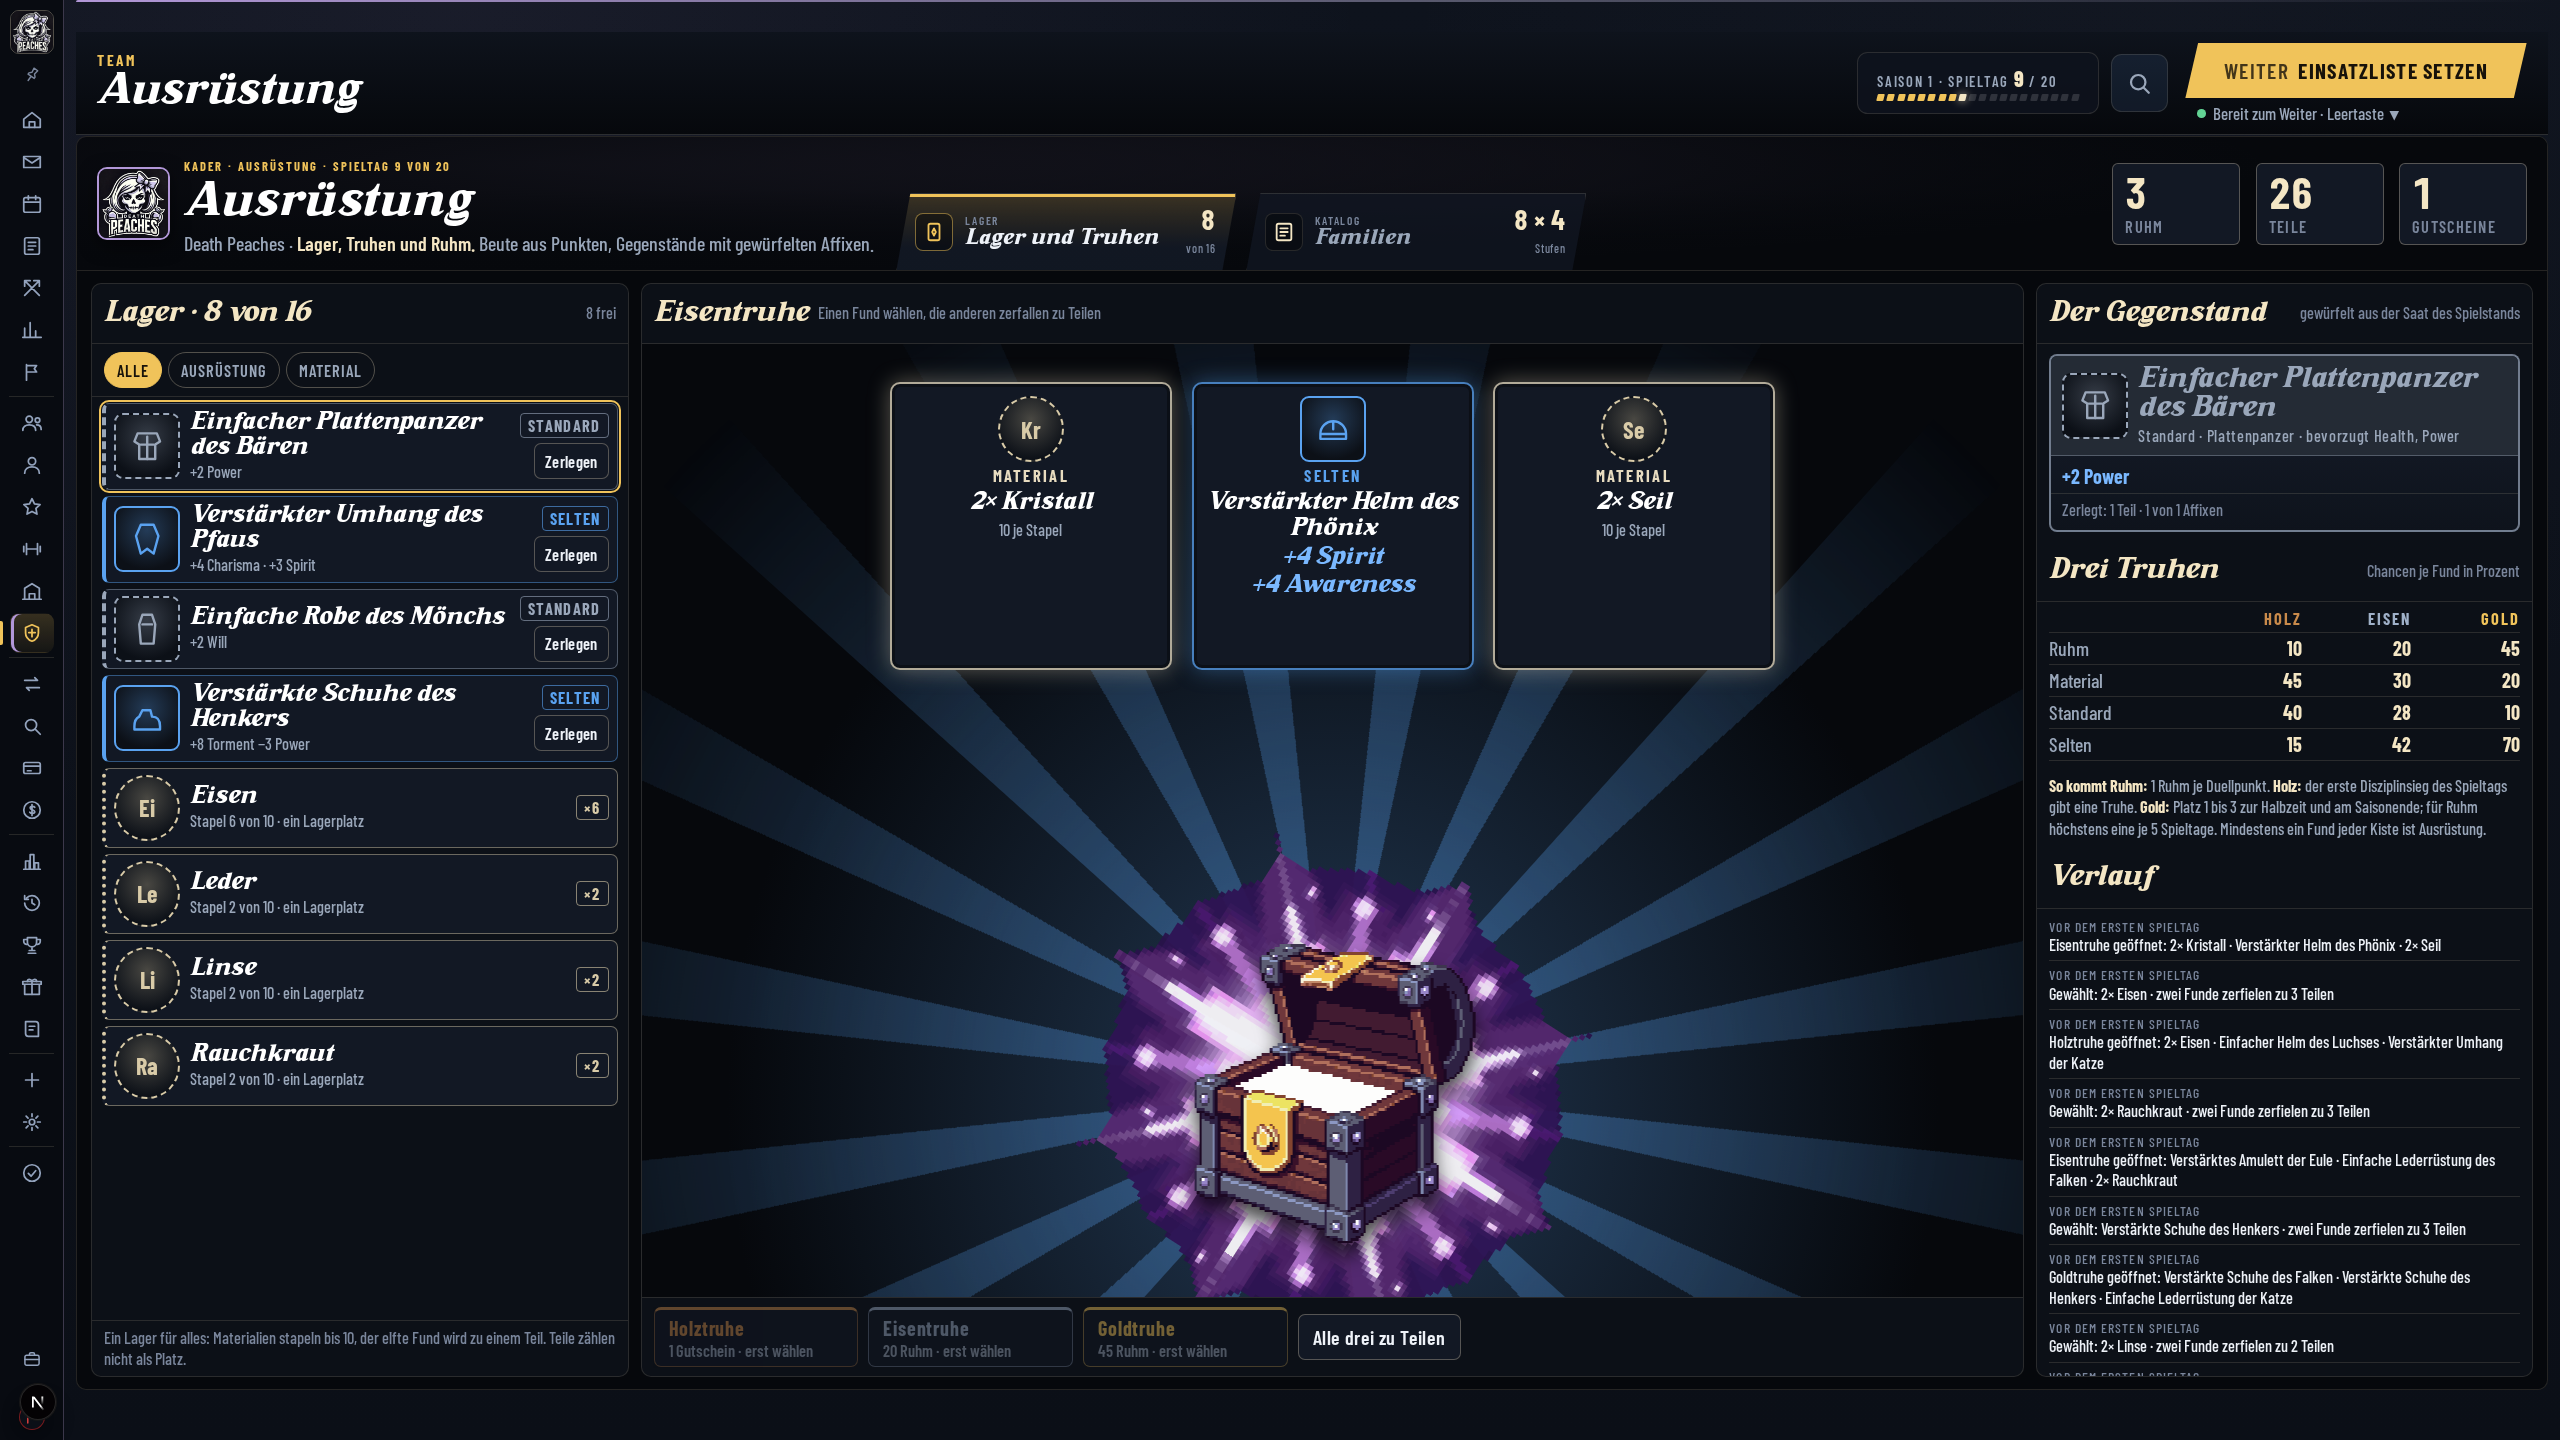 TEAM
Ausrüstung
SAISON 1 · SPIELTAG 9 / 20
WEITER EINSATZLISTE SETZEN
Bereit zum Weiter · Leertaste ▼
KADER · AUSRÜSTUNG · SPIELTAG 9 VON 20
Ausrüstung
Death Peaches · Lager, Truhen und Ruhm. Beute aus Punkten, Gegenstände mit gewürfelten Affixen.
LAGER
Lager und Truhen
8
von 16
KATALOG
Familien
8 × 4
Stufen
3
RUHM
26
TEILE
1
GUTSCHEINE
Lager · 8 von 16
8 frei
ALLE
AUSRÜSTUNG
MATERIAL
Einfacher Plattenpanzer
des Bären
+2 Power
STANDARD
Zerlegen
Verstärkter Umhang des
Pfaus
+4 Charisma · +3 Spirit
SELTEN
Zerlegen
Einfache Robe des Mönchs
+2 Will
STANDARD
Zerlegen
Verstärkte Schuhe des
Henkers
+8 Torment −3 Power
SELTEN
Zerlegen
Ei
Eisen
Stapel 6 von 10 · ein Lagerplatz
×6
Le
Leder
Stapel 2 von 10 · ein Lagerplatz
×2
Li
Linse
Stapel 2 von 10 · ein Lagerplatz
×2
Ra
Rauchkraut
Stapel 2 von 10 · ein Lagerplatz
×2
Ein Lager für alles: Materialien stapeln bis 10, der elfte Fund wird zu einem Teil. Teile zählen
nicht als Platz.
Eisentruhe
Einen Fund wählen, die anderen zerfallen zu Teilen
Kr
MATERIAL
2× Kristall
10 je Stapel
SELTEN
Verstärkter Helm des
Phönix
+4 Spirit
+4 Awareness
Se
MATERIAL
2× Seil
10 je Stapel
Holztruhe
1 Gutschein · erst wählen
Eisentruhe
20 Ruhm · erst wählen
Goldtruhe
45 Ruhm · erst wählen
Alle drei zu Teilen
Der Gegenstand
gewürfelt aus der Saat des Spielstands
Einfacher Plattenpanzer
des Bären
Standard · Plattenpanzer · bevorzugt Health, Power
+2 Power
Zerlegt: 1 Teil · 1 von 1 Affixen
Drei Truhen
Chancen je Fund in Prozent
HOLZ EISEN GOLD
Ruhm 10 20 45
Material 45 30 20
Standard 40 28 10
Selten 15 42 70
So kommt Ruhm: 1 Ruhm je Duellpunkt. Holz: der erste Disziplinsieg des Spieltags
gibt eine Truhe. Gold: Platz 1 bis 3 zur Halbzeit und am Saisonende; für Ruhm
höchstens eine je 5 Spieltage. Mindestens ein Fund jeder Kiste ist Ausrüstung.
Verlauf
VOR DEM ERSTEN SPIELTAG
Eisentruhe geöffnet: 2× Kristall · Verstärkter Helm des Phönix · 2× Seil
VOR DEM ERSTEN SPIELTAG
Gewählt: 2× Eisen · zwei Funde zerfielen zu 3 Teilen
VOR DEM ERSTEN SPIELTAG
Holztruhe geöffnet: 2× Eisen · Einfacher Helm des Luchses · Verstärkter Umhang
der Katze
VOR DEM ERSTEN SPIELTAG
Gewählt: 2× Rauchkraut · zwei Funde zerfielen zu 3 Teilen
VOR DEM ERSTEN SPIELTAG
Eisentruhe geöffnet: Verstärktes Amulett der Eule · Einfache Lederrüstung des
Falken · 2× Rauchkraut
VOR DEM ERSTEN SPIELTAG
Gewählt: Verstärkte Schuhe des Henkers · zwei Funde zerfielen zu 3 Teilen
VOR DEM ERSTEN SPIELTAG
Goldtruhe geöffnet: Verstärkte Schuhe des Falken · Verstärkte Schuhe des
Henkers · Einfache Lederrüstung der Katze
VOR DEM ERSTEN SPIELTAG
Gewählt: 2× Linse · zwei Funde zerfielen zu 2 Teilen